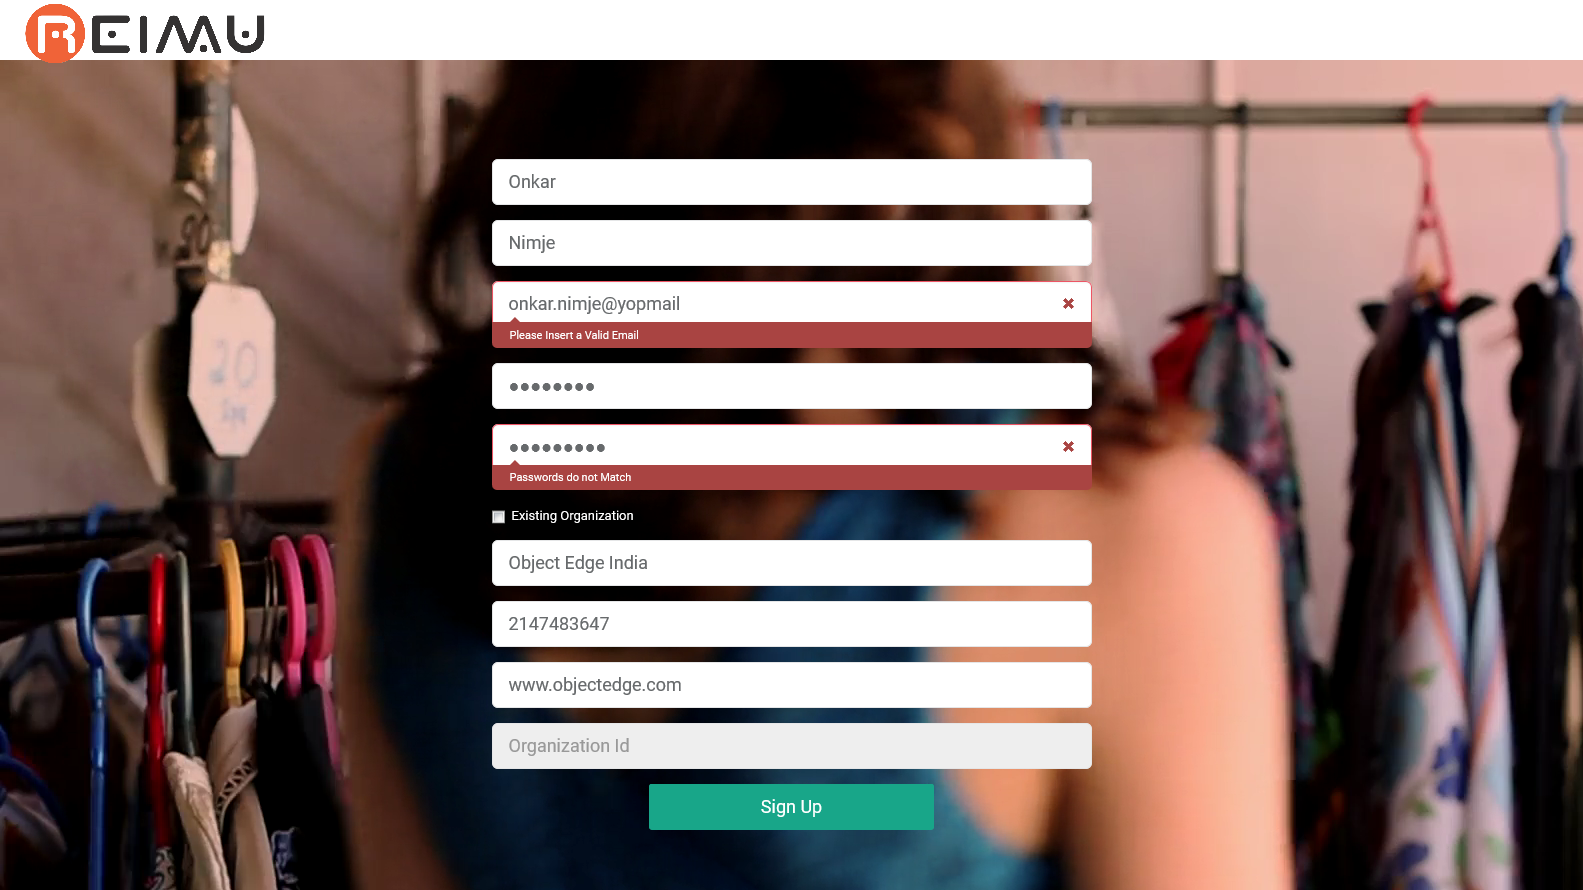 REIMU
Onkar
Nimje
onkar.nimje@yopmail
Please Insert a Valid Email
●●●●●●●●
●●●●●●●●●
Passwords do not Match
Existing Organization
Object Edge India
2147483647
www.objectedge.com
Organization Id
Sign Up
20